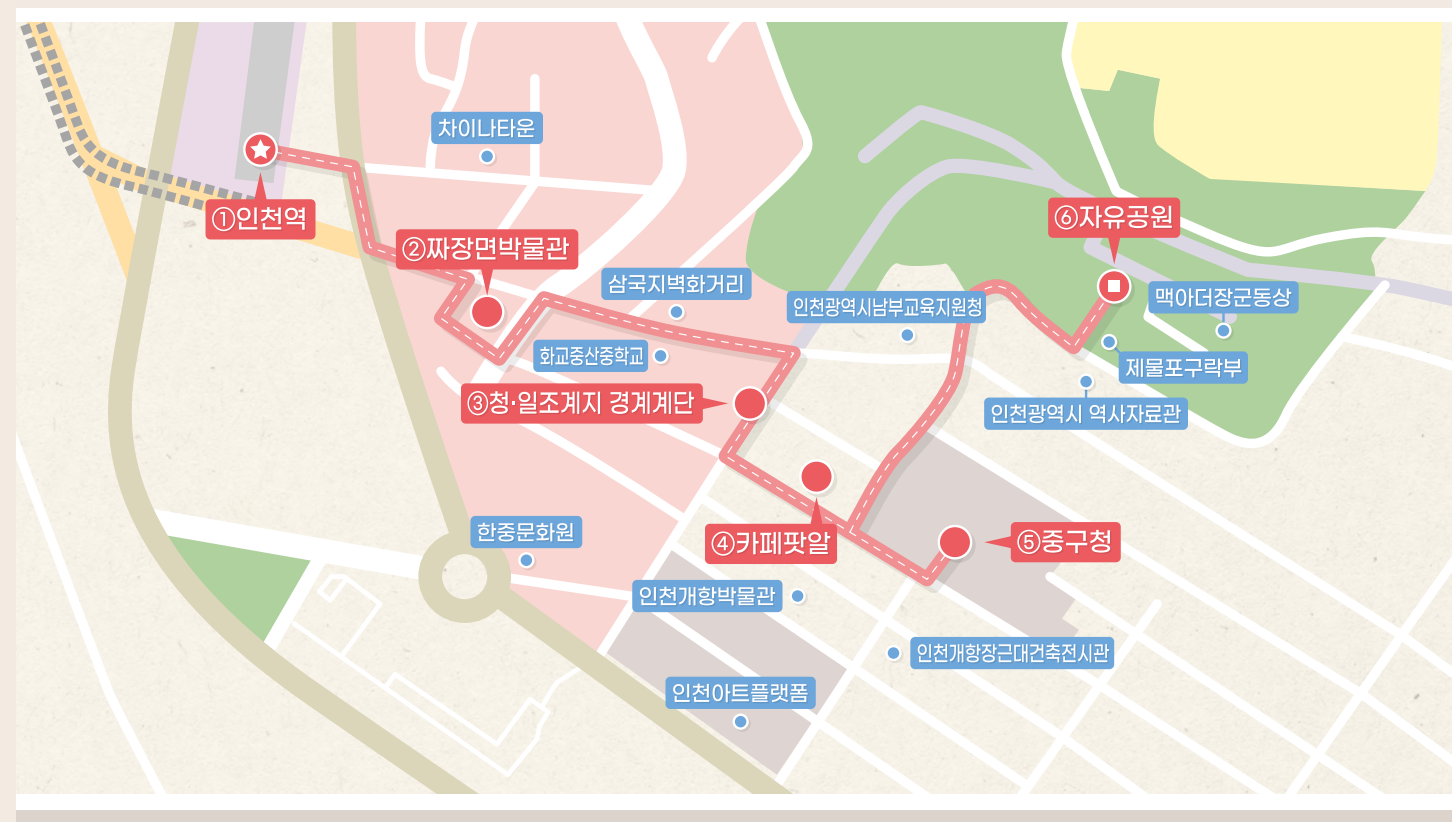 차이나타운
①인천역
②짜장면박물관
⑥자유공원
삼국지벽화거리
인천광역시남부교육지원청
맥아더장군동상
화교중산중학교
제물포구락부
③청·일조계지 경계계단
인천광역시 역사자료관
한중문화원
④카페팟알
⑤중구청
인천개항박물관
인천개항장근대건축전시관
인천아트플랫폼